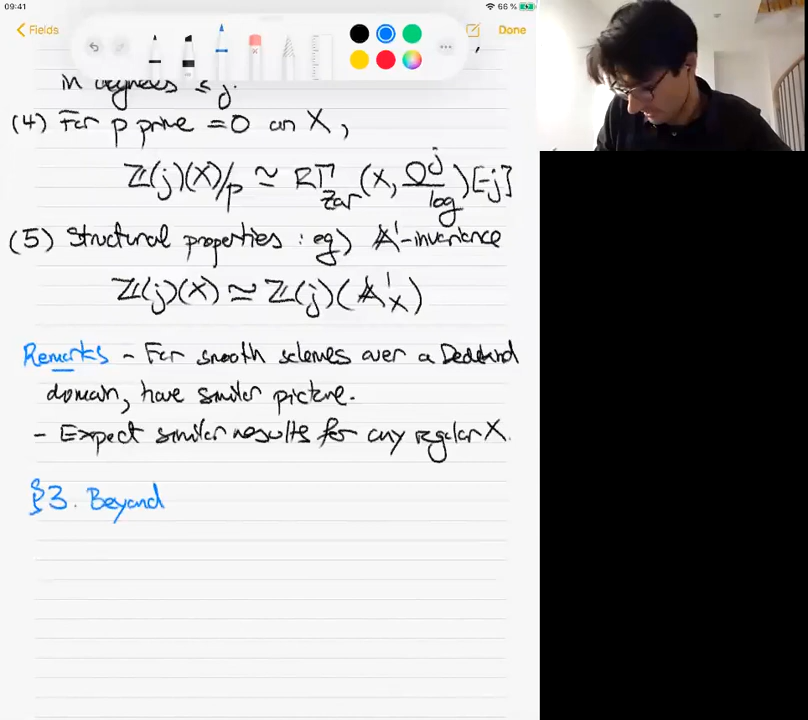 09:41
66 %
Fields
Done
in degrees ≤ j.
(4) For p prime =0 on X,
ℤ(j)(X)/p ≃ RΓ_Zar (X, Ω^j_log)[-j]
(5) Structural properties : eg) 𝔸¹-invariance
ℤ(j)(X) ≃ ℤ(j)(𝔸¹_X)
Remarks - For smooth schemes over a Dedekind
domain, have similar picture.
- Expect similar results for any regular X.
§3. Beyond